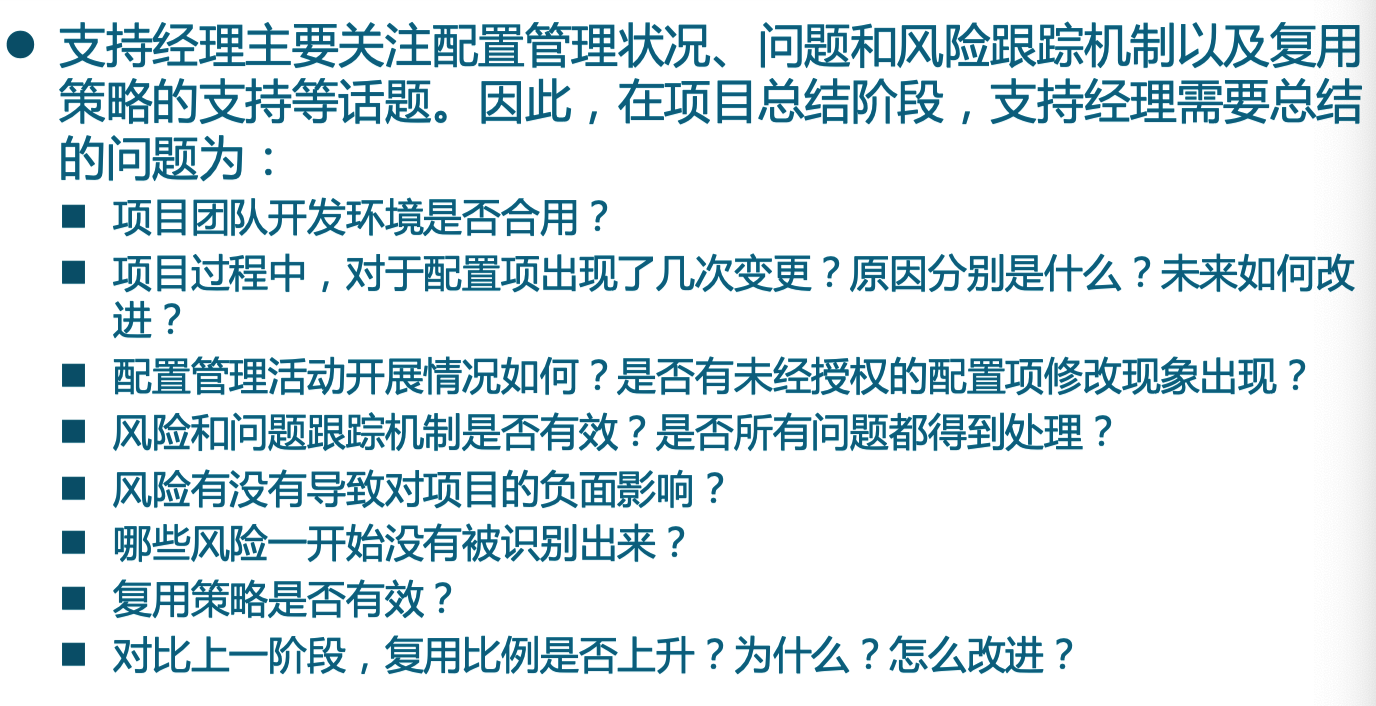 ● 支持经理主要关注配置管理状况、问题和风险跟踪机制以及复用
策略的支持等话题。因此，在项目总结阶段，支持经理需要总结
的问题为：
■ 项目团队开发环境是否合用？
■ 项目过程中，对于配置项出现了几次变更？原因分别是什么？未来如何改
进？
■ 配置管理活动开展情况如何？是否有未经授权的配置项修改现象出现？
■ 风险和问题跟踪机制是否有效？是否所有问题都得到处理？
■ 风险有没有导致对项目的负面影响？
■ 哪些风险一开始没有被识别出来？
■ 复用策略是否有效？
■ 对比上一阶段，复用比例是否上升？为什么？怎么改进？